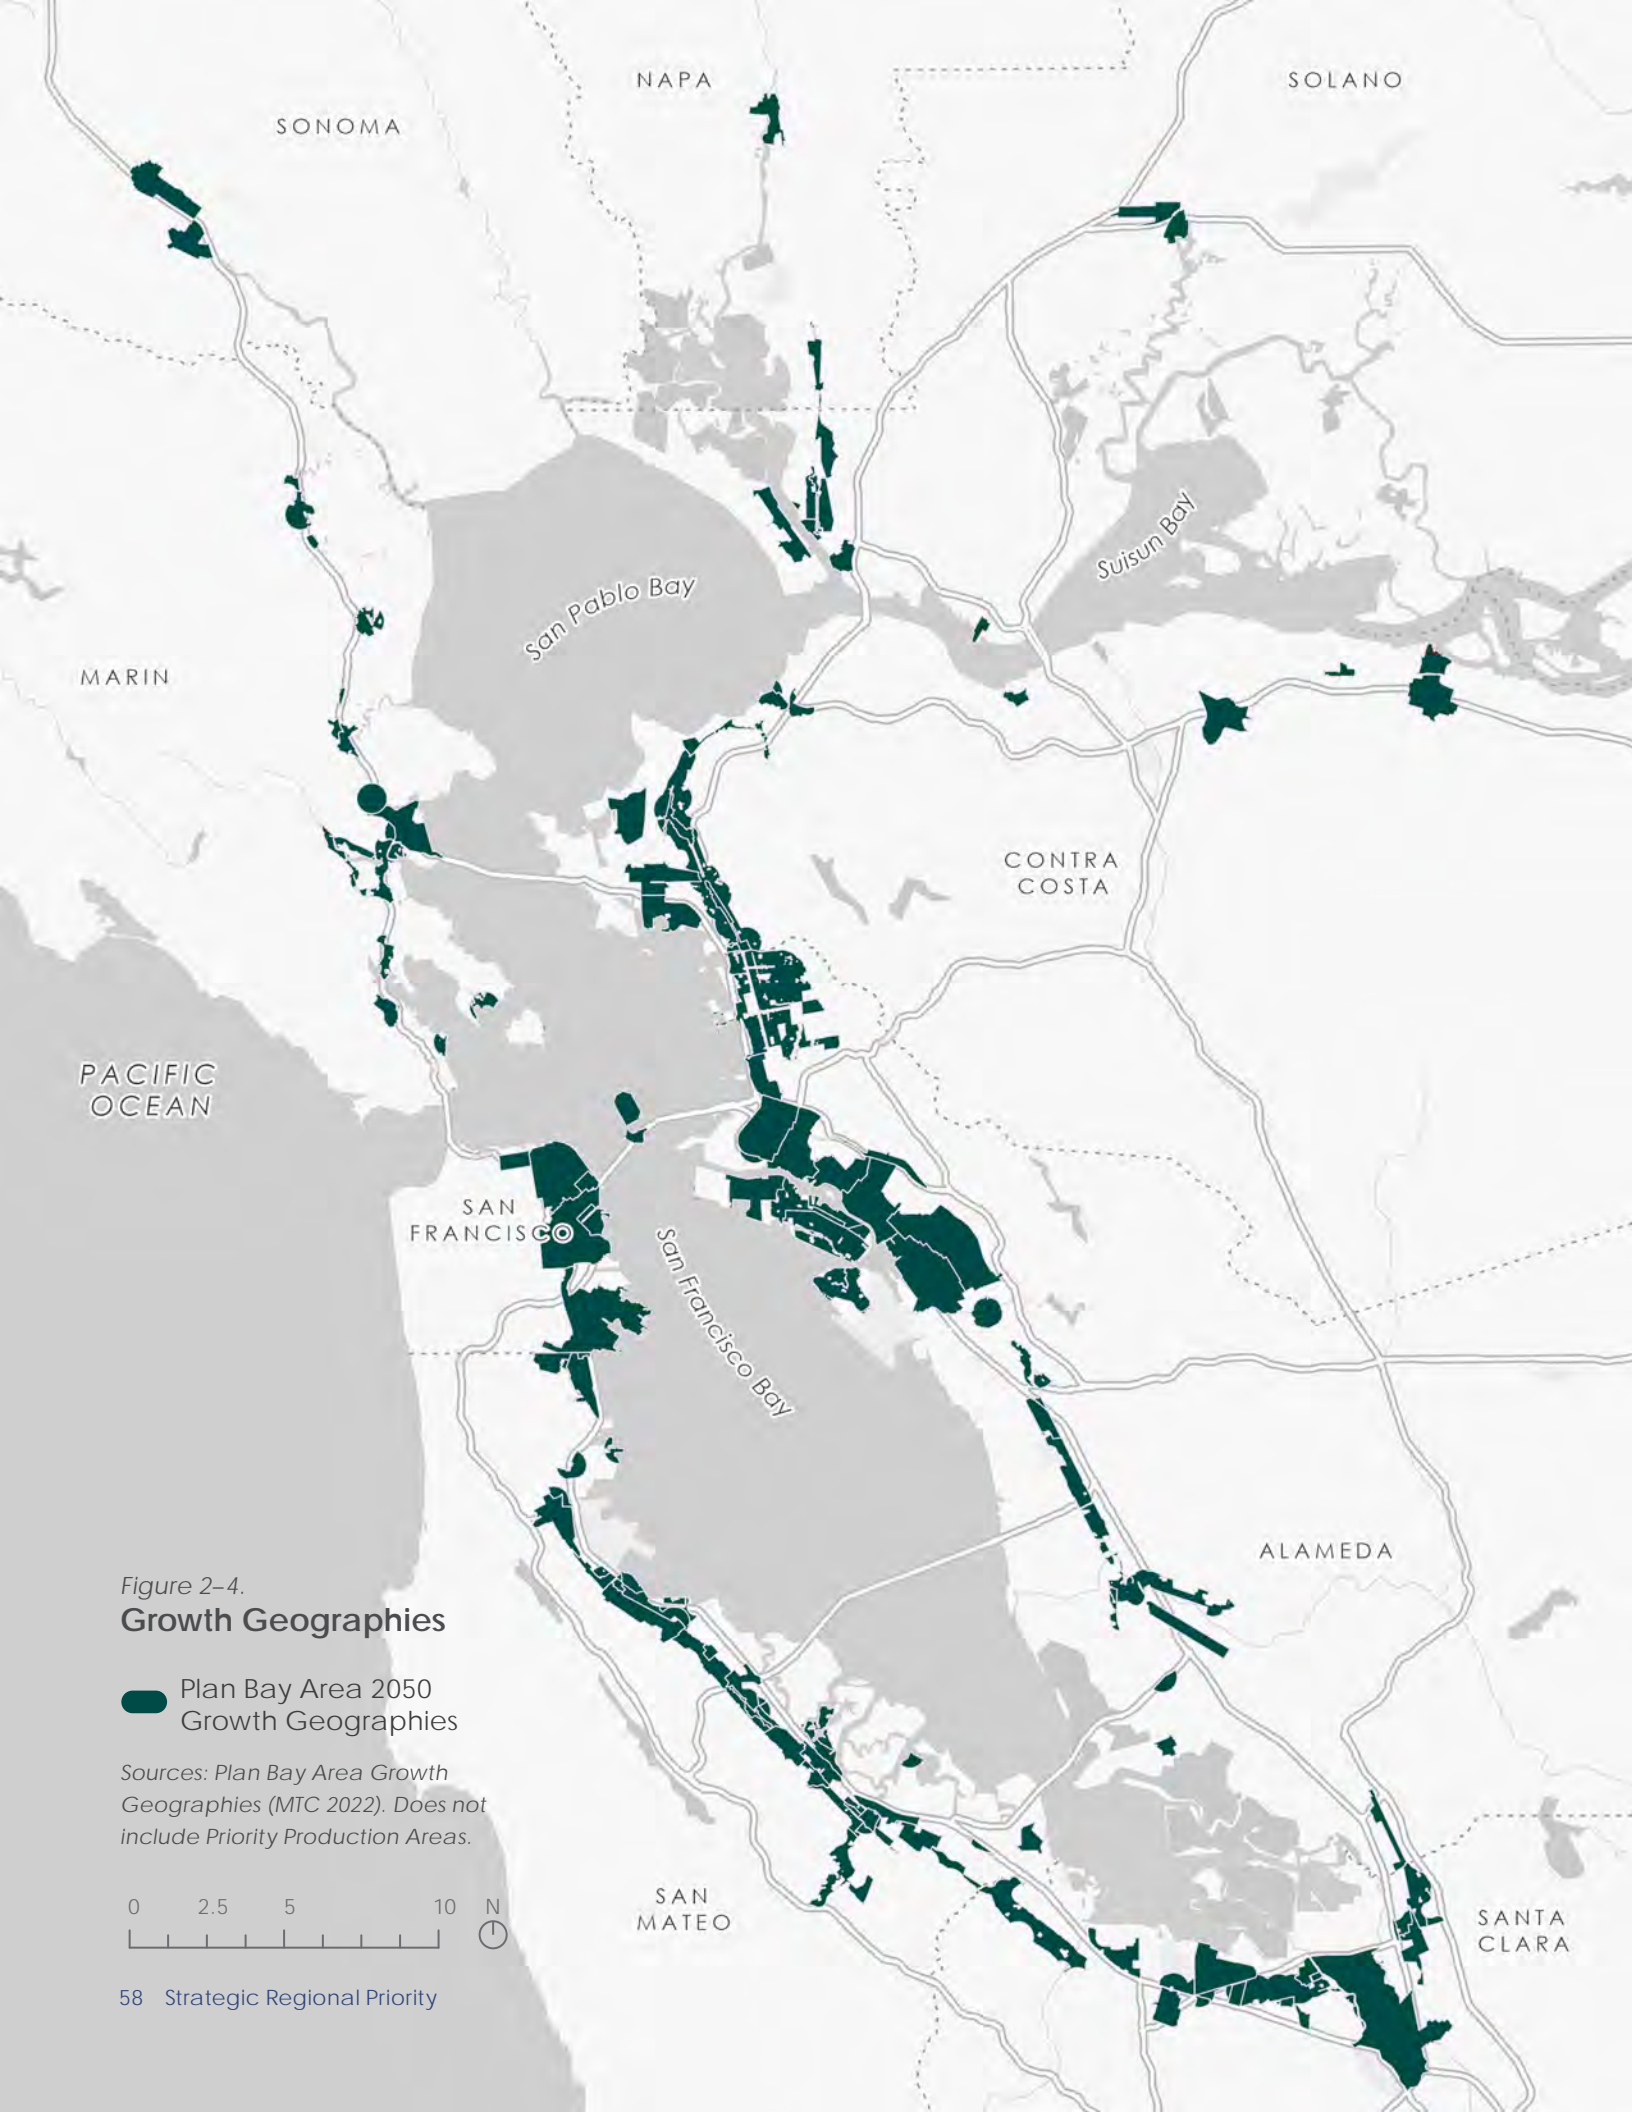 NAPA
SOLANO
SONOMA
Suisun Bay
San Pablo Bay
MARIN
CONTRA
COSTA
PACIFIC
OCEAN
SAN
FRANCISCO
San Francisco Bay
ALAMEDA
Figure 2–4.
Growth Geographies
Plan Bay Area 2050
Growth Geographies
Sources: Plan Bay Area Growth
Geographies (MTC 2022). Does not
include Priority Production Areas.
0 2.5 5 10 N
SAN
MATEO
SANTA
CLARA
58 Strategic Regional Priority